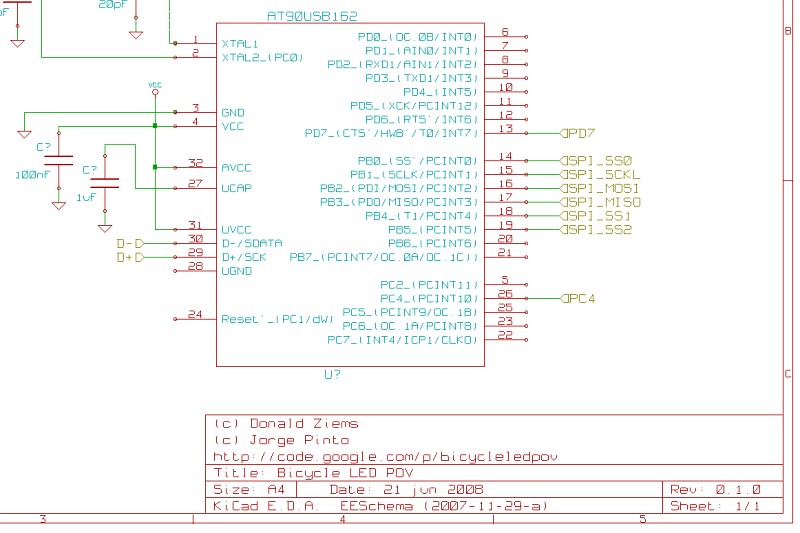 pF
20pF
AT90USB162
1 XTAL1
2 XTAL2_(PC0)
VCC
3 GND
4 VCC
C?
100nF
C?
1uF
32 AVCC
27 UCAP
31 UVCC
D- 30 D-/SDATA
D+ 29 D+/SCK
28 UGND
24 Reset'_(PC1/dW)
PD0_(OC.0B/INT0) 6
PD1_(AIN0/INT1) 7
PD2_(RXD1/AIN1/INT2) 8
PD3_(TXD1/INT3) 9
PD4_(INT5) 10
PD5_(XCK/PCINT12) 11
PD6_(RTS'/INT6) 12
PD7_(CTS'/HWB'/T0/INT7) 13 PD7
PB0_(SS'/PCINT0) 14 SPI_SS0
PB1_(SCLK/PCINT1) 15 SPI_SCKL
PB2_(PDI/MOSI/PCINT2) 16 SPI_MOSI
PB3_(PDO/MISO/PCINT3) 17 SPI_MISO
PB4_(T1/PCINT4) 18 SPI_SS1
PB5_(PCINT5) 19 SPI_SS2
PB6_(PCINT6) 20
PB7_(PCINT7/OC.0A/OC.1C)) 21
PC2_(PCINT11) 5
PC4_(PCINT10) 26 PC4
PC5_(PCINT9/OC.1B) 25
PC6_(OC.1A/PCINT8) 23
PC7_(INT4/ICP1/CLKO) 22
U?
B
C
(c) Donald Ziems
(c) Jorge Pinto
http://code.google.com/p/bicycleledpov
Title: Bicycle LED POV
Size: A4 Date: 21 jun 2008 Rev: 0.1.0
KiCad E.D.A. EESchema (2007-11-29-a) Sheet: 1/1
3 4 5